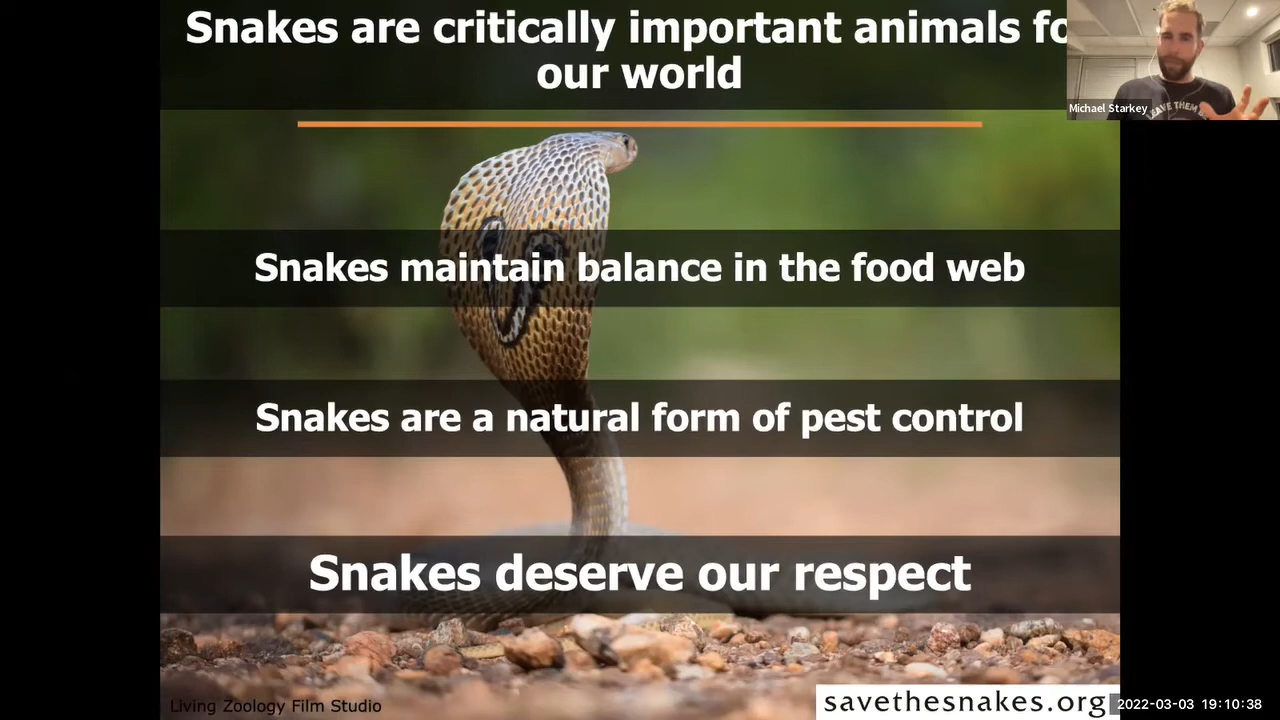 Snakes are critically important animals fo
our world
Michael Starkey
LEAVE THEM
Snakes maintain balance in the food web
Snakes are a natural form of pest control
Snakes deserve our respect
Living Zoology Film Studio
savethesnakes.org
2022-03-03 19:10:38